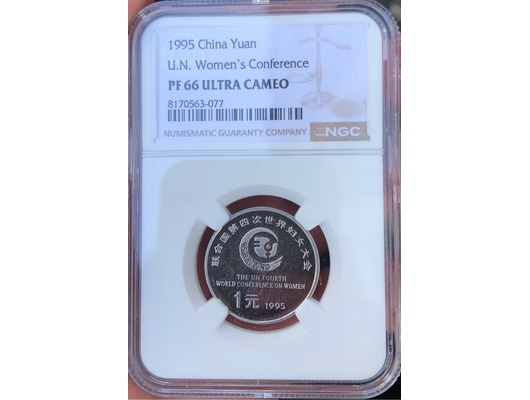 1995 China Yuan
U.N. Women's Conference
PF 66 ULTRA CAMEO
8170563-077
NUMISMATIC GUARANTY COMPANY
NGC
联合国第四次世界妇女大会
THE UN FOURTH
WORLD CONFERENCE ON WOMEN
1元 1995